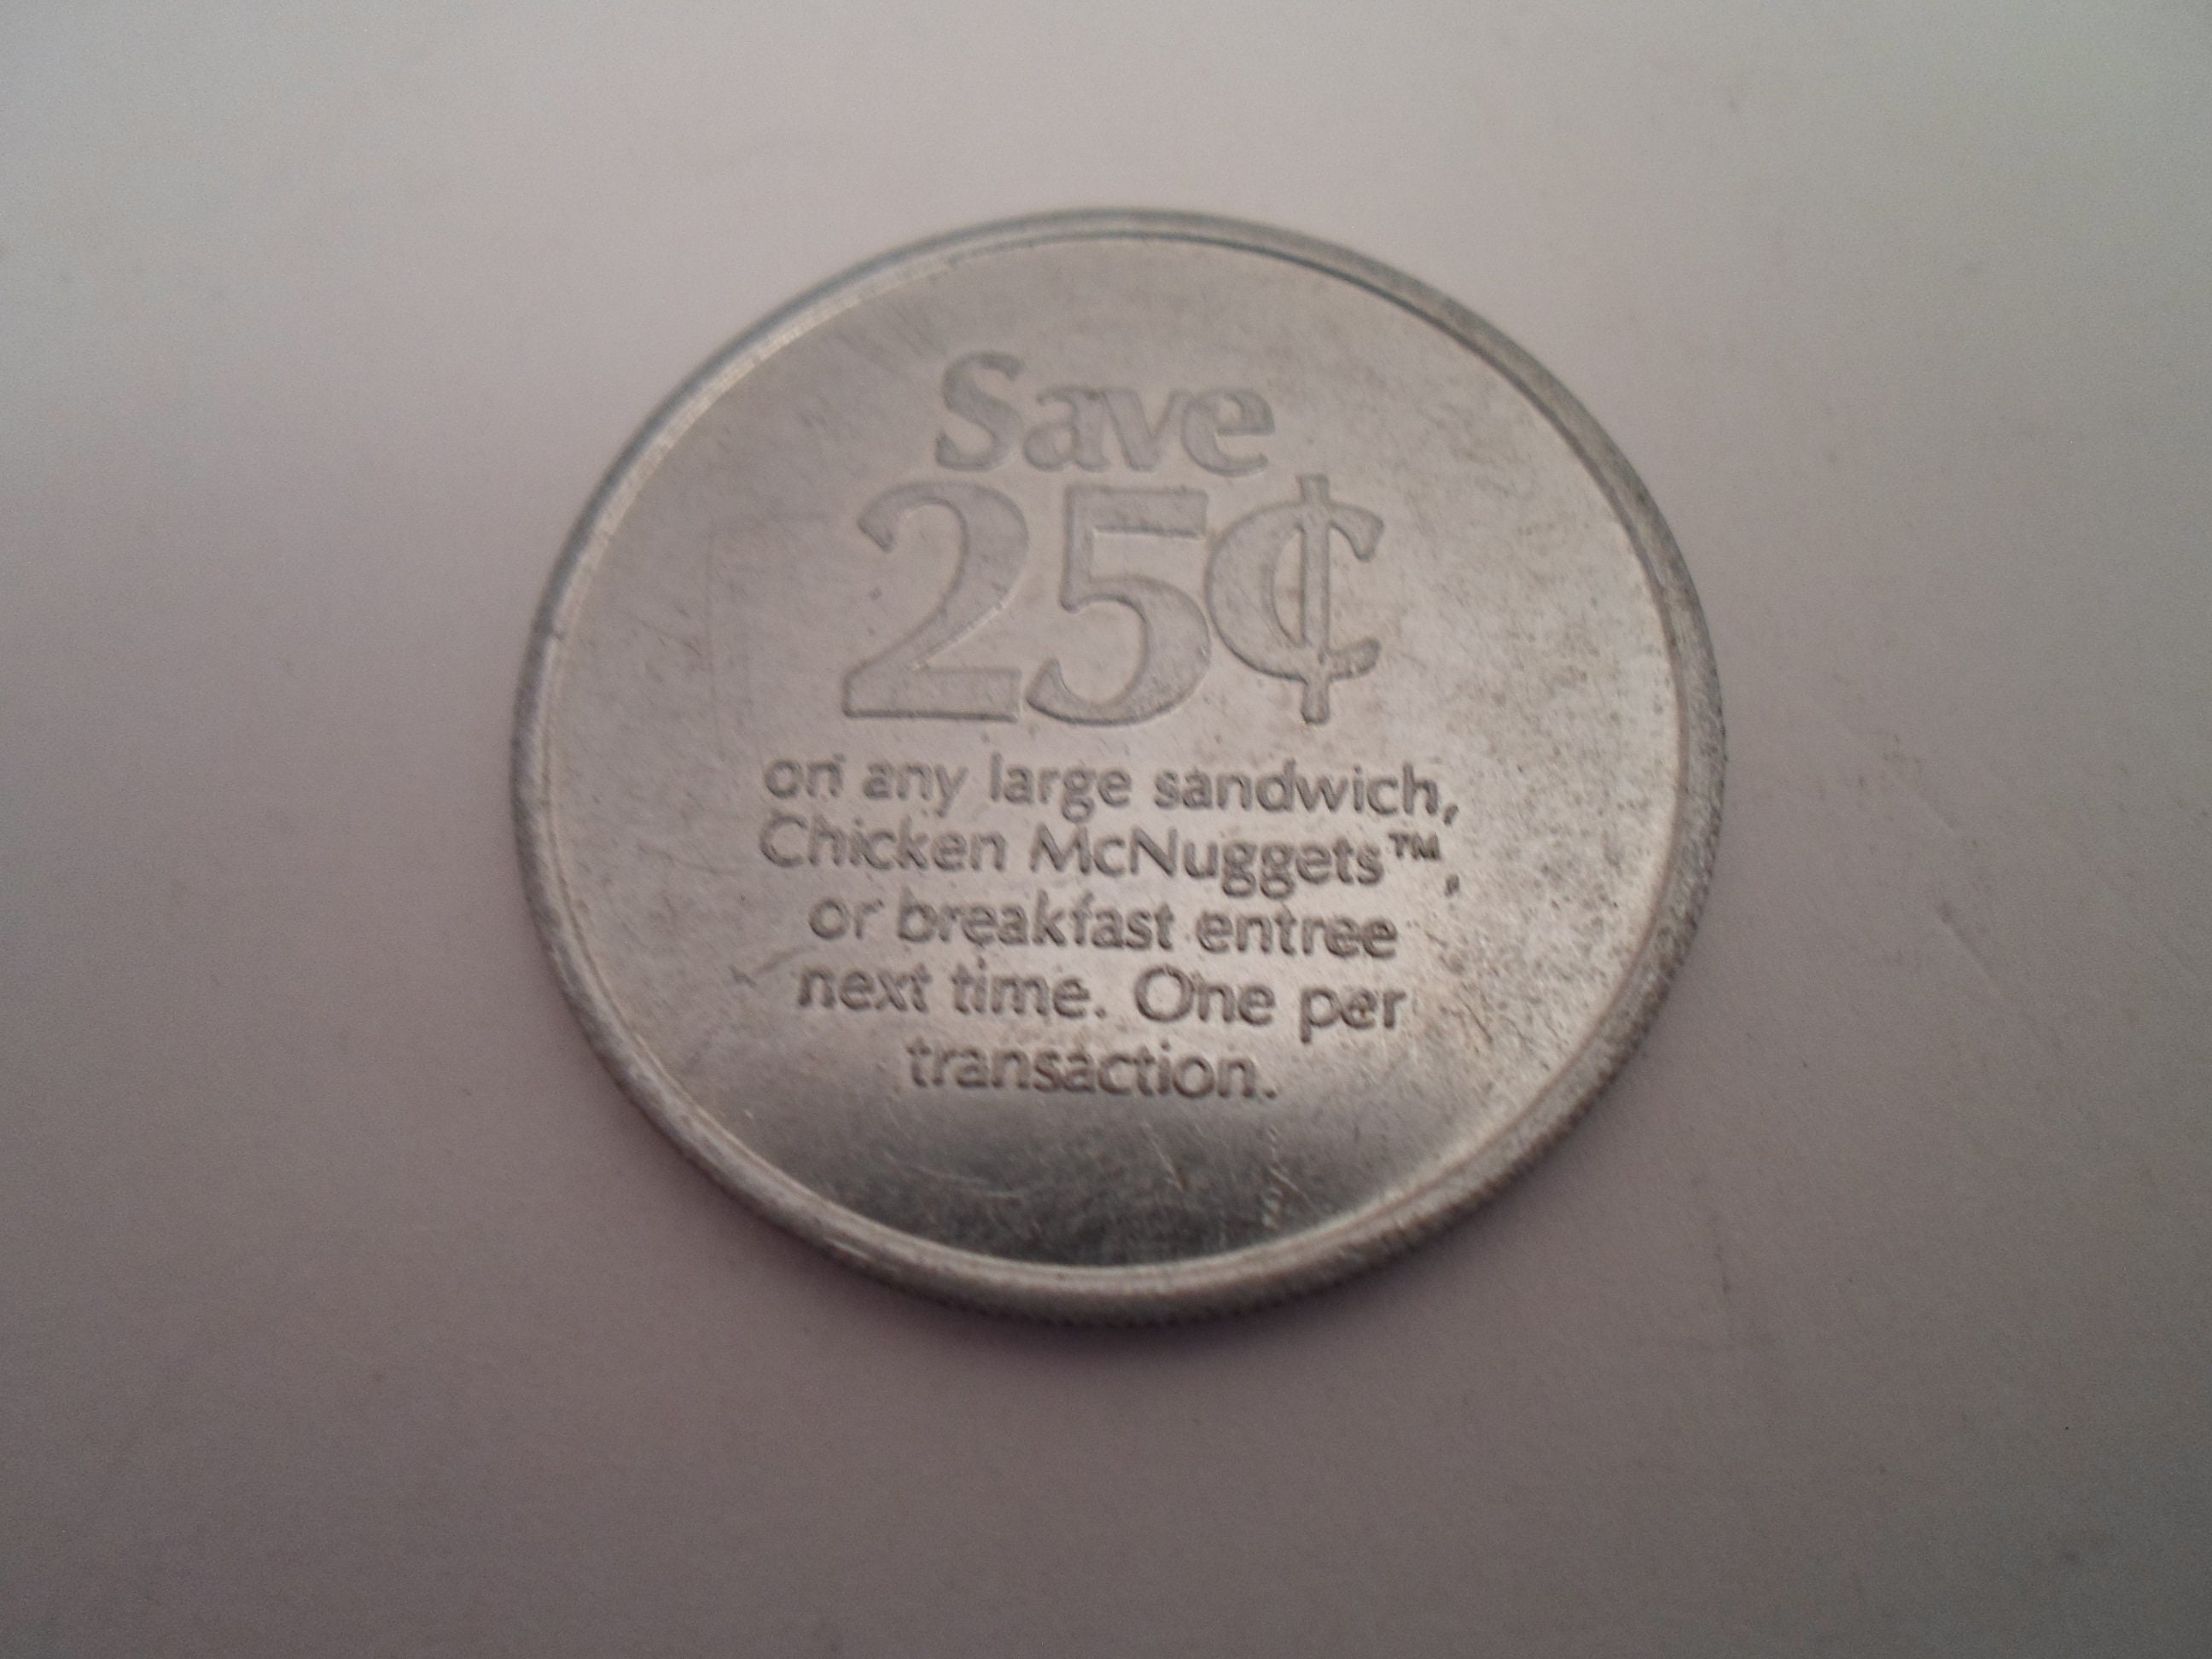 Save
25¢
on any large sandwich,
Chicken McNuggets™,
or breakfast entree
next time. One per
transaction.